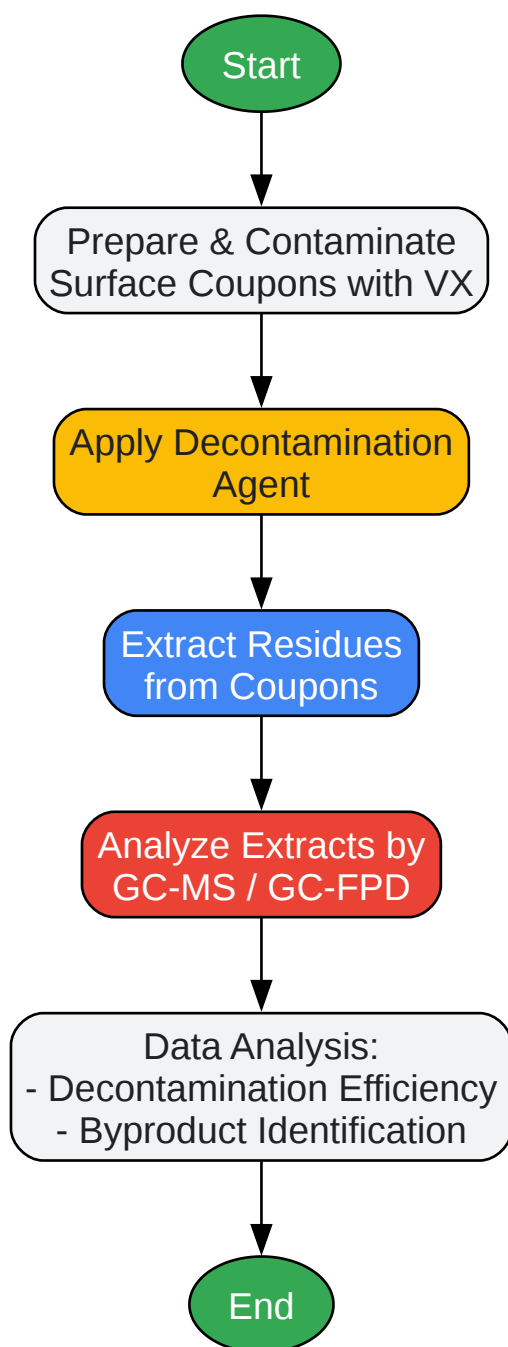 Start
Prepare & Contaminate
Surface Coupons with VX
Apply Decontamination
Agent
Extract Residues
from Coupons
Analyze Extracts by
GC-MS / GC-FPD
Data Analysis:
- Decontamination Efficiency
- Byproduct Identification
End